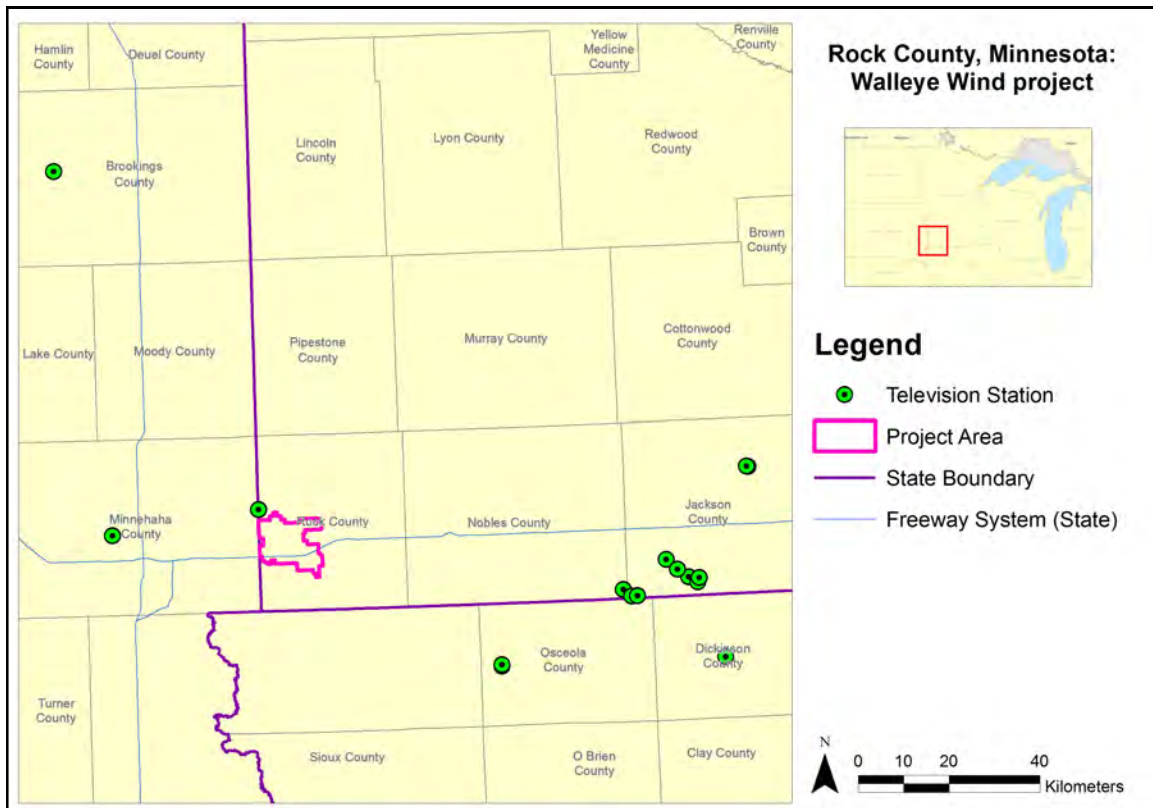 Hamlin
County
Deuel County
Yellow
Medicine
County
Renville
County
Brookings
County
Lincoln
County
Lyon County
Redwood
County
Brown
County
Lake County
Moody County
Pipestone
County
Murray County
Cottonwood
County
Minnehaha
County
Rock County
Nobles County
Jackson
County
Osceola
County
Dickinson
County
Turner
County
Sioux County
O Brien
County
Clay County
Rock County, Minnesota:
Walleye Wind project
Legend
Television Station
Project Area
State Boundary
Freeway System (State)
N
0 10 20 40
Kilometers